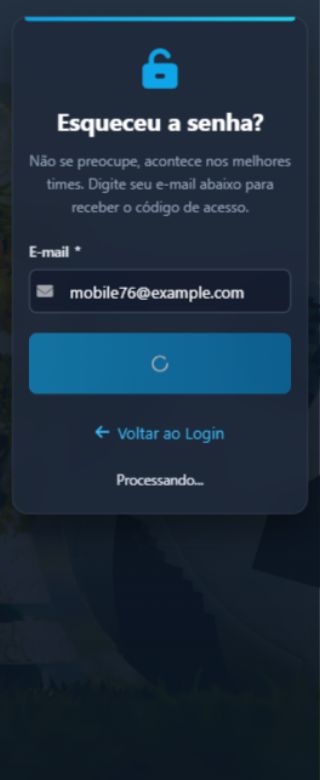 Esqueceu a senha?
Não se preocupe, acontece nos melhores
times. Digite seu e-mail abaixo para
receber o código de acesso.
E-mail *
mobile76@example.com
Voltar ao Login
Processando...